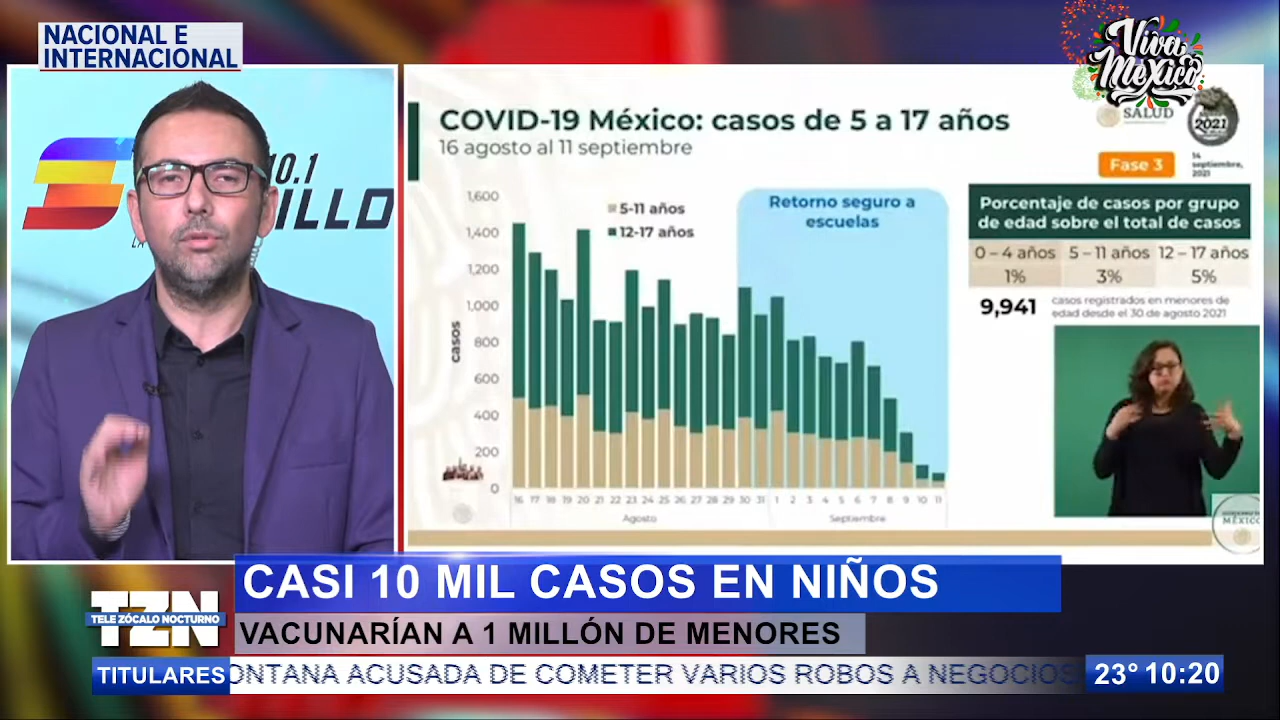 NACIONAL E
INTERNACIONAL
Viva
México
10.1
ILLO
COVID-19 México: casos de 5 a 17 años
16 agosto al 11 septiembre
SALUD
2021
Fase 3
14
septiembre,
2021
1,600
1,400
1,200
1,000
800
600
400
200
0
casos
5-11 años
12-17 años
Retorno seguro a
escuelas
16 17 18 19 20 21 22 23 24 25 26 27 28 29 30 31 1 2 3 4 5 6 7 8 9 10 11
Agosto
Septiembre
Porcentaje de casos por grupo
de edad sobre el total de casos
0 – 4 años 5 – 11 años 12 – 17 años
1% 3% 5%
9,941 casos registrados en menores de
edad desde el 30 de agosto 2021
MÉXICO
CASI 10 MIL CASOS EN NIÑOS
TZN
TELE ZÓCALO NOCTURNO
VACUNARÍAN A 1 MILLÓN DE MENORES
TITULARES ONTANA ACUSADA DE COMETER VARIOS ROBOS A NEGOCIOS 23° 10:20